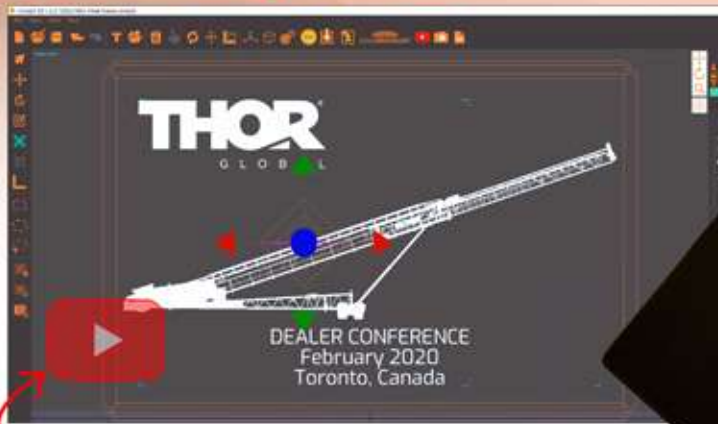 THOR
GLOBAL
DEALER CONFERENCE
February 2020
Toronto, Canada